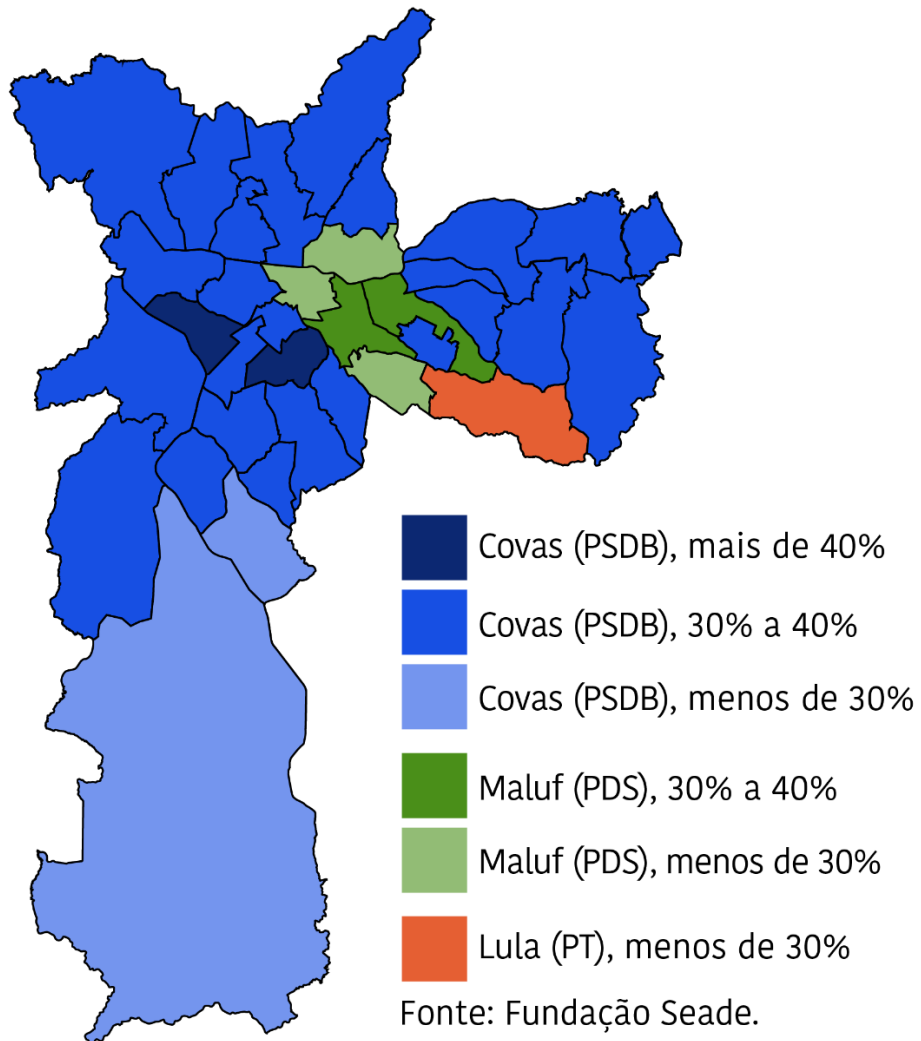 Covas (PSDB), mais de 40%
Covas (PSDB), 30% a 40%
Covas (PSDB), menos de 30%
Maluf (PDS), 30% a 40%
Maluf (PDS), menos de 30%
Lula (PT), menos de 30%
Fonte: Fundação Seade.